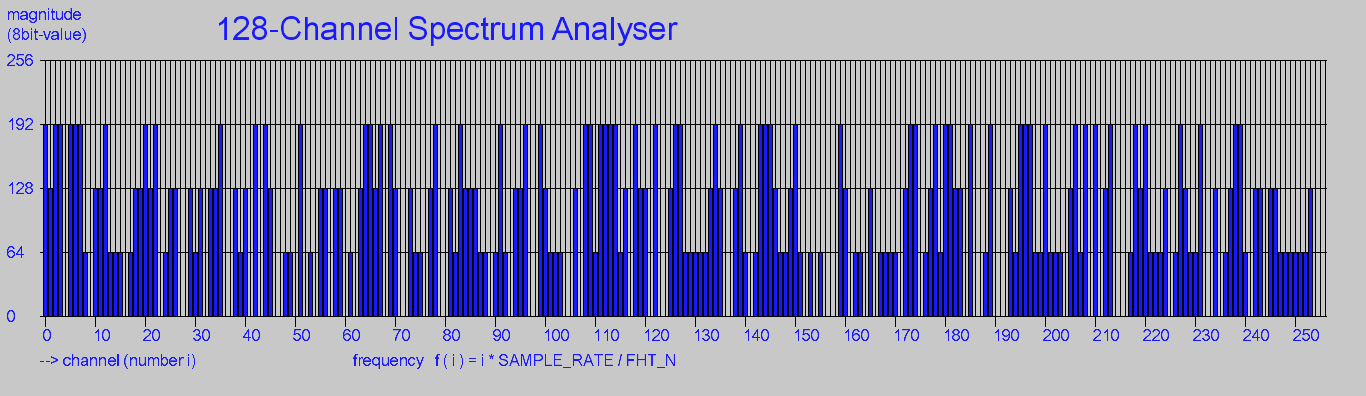 magnitude
(8bit-value)
128-Channel Spectrum Analyser
256
192
128
64
0
0 10 20 30 40 50 60 70 80 90 100 110 120 130 140 150 160 170 180 190 200 210 220 230 240 250
--> channel (number i) frequency f ( i ) = i * SAMPLE_RATE / FHT_N